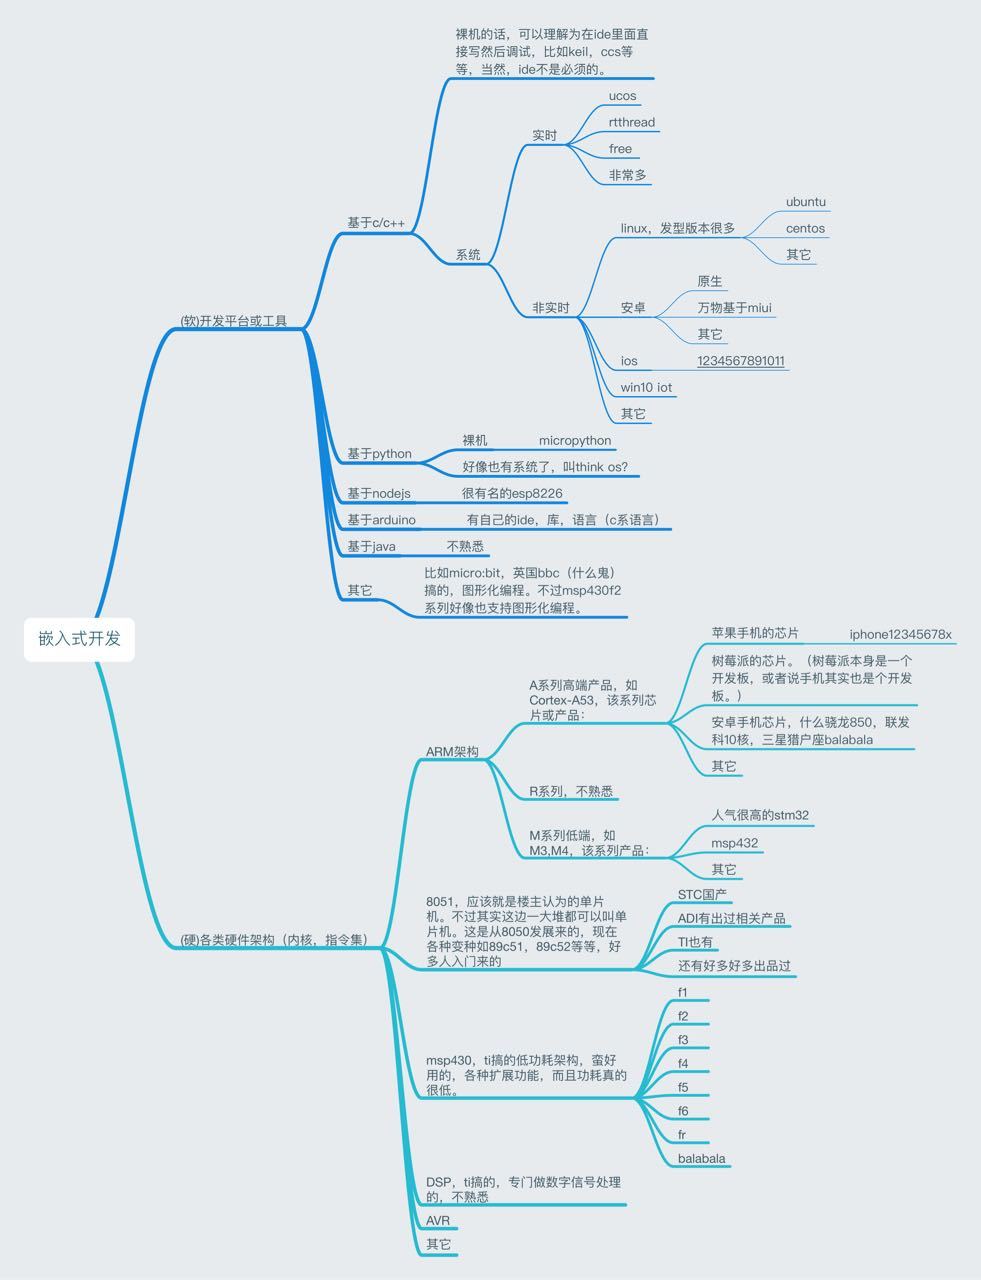 裸机的话，可以理解为在ide里面直
接写然后调试，比如keil，ccs等
等，当然，ide不是必须的。
ucos
rtthread
实时
free
非常多
ubuntu
基于c/c++
linux，发型版本很多
centos
系统
其它
原生
非实时
安卓
万物基于miui
(软)开发平台或工具
其它
ios
1234567891011
win10 iot
其它
裸机
micropython
基于python
好像也有系统了，叫think os?
基于nodejs
很有名的esp8226
基于arduino
有自己的ide，库，语言（c系语言）
基于java
不熟悉
其它
比如micro:bit，英国bbc（什么鬼）
搞的，图形化编程。不过msp430f2
系列好像也支持图形化编程。
嵌入式开发
苹果手机的芯片
iphone12345678x
A系列高端产品，如
Cortex-A53，该系列芯
片或产品：
树莓派的芯片。（树莓派本身是一个
开发板，或者说手机其实也是个开发
板。）
安卓手机芯片，什么骁龙850，联发
科10核，三星猎户座balabala
ARM架构
其它
R系列，不熟悉
M系列低端，如
M3,M4，该系列产品：
人气很高的stm32
msp432
其它
(硬)各类硬件架构（内核，指令集）
8051，应该就是楼主认为的单片
机。不过其实这边一大堆都可以叫单
片机。这是从8050发展来的，现在
各种变种如89c51，89c52等等，好
多人入门来的
STC国产
ADI有出过相关产品
TI也有
还有好多好多出品过
msp430，ti搞的低功耗架构，蛮好
用的，各种扩展功能，而且功耗真的
很低。
f1
f2
f3
f4
f5
f6
fr
balabala
DSP，ti搞的，专门做数字信号处理
的，不熟悉
AVR
其它